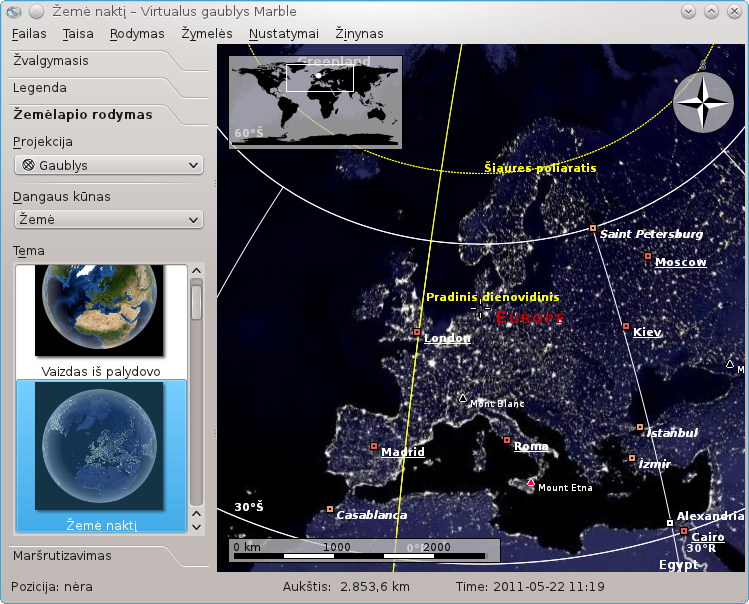 Žemė naktį – Virtualus gaublys Marble
Failas Taisa Rodymas Žymelės Nustatymai Žinynas
Žvalgymasis
Legenda
Žemėlapio rodymas
Projekcija
Gaublys
Dangaus kūnas
Žemė
Tema
Vaizdas iš palydovo
Žemė naktį
Maršrutizavimas
Greenland
60°Š
Š
Šiaurės poliaratis
Saint Petersburg
Moscow
Pradinis dienovidinis
EUROPE
London
Kiev
M
Mont Blanc
Istanbul
Roma
Madrid
İzmir
Mount Etna
30°Š
Casablanca
Alexandria
Cairo
30°R
Egypt
0 km 1000 2000
0°
Pozicija: nėra Aukštis: 2.853,6 km Time: 2011-05-22 11:19